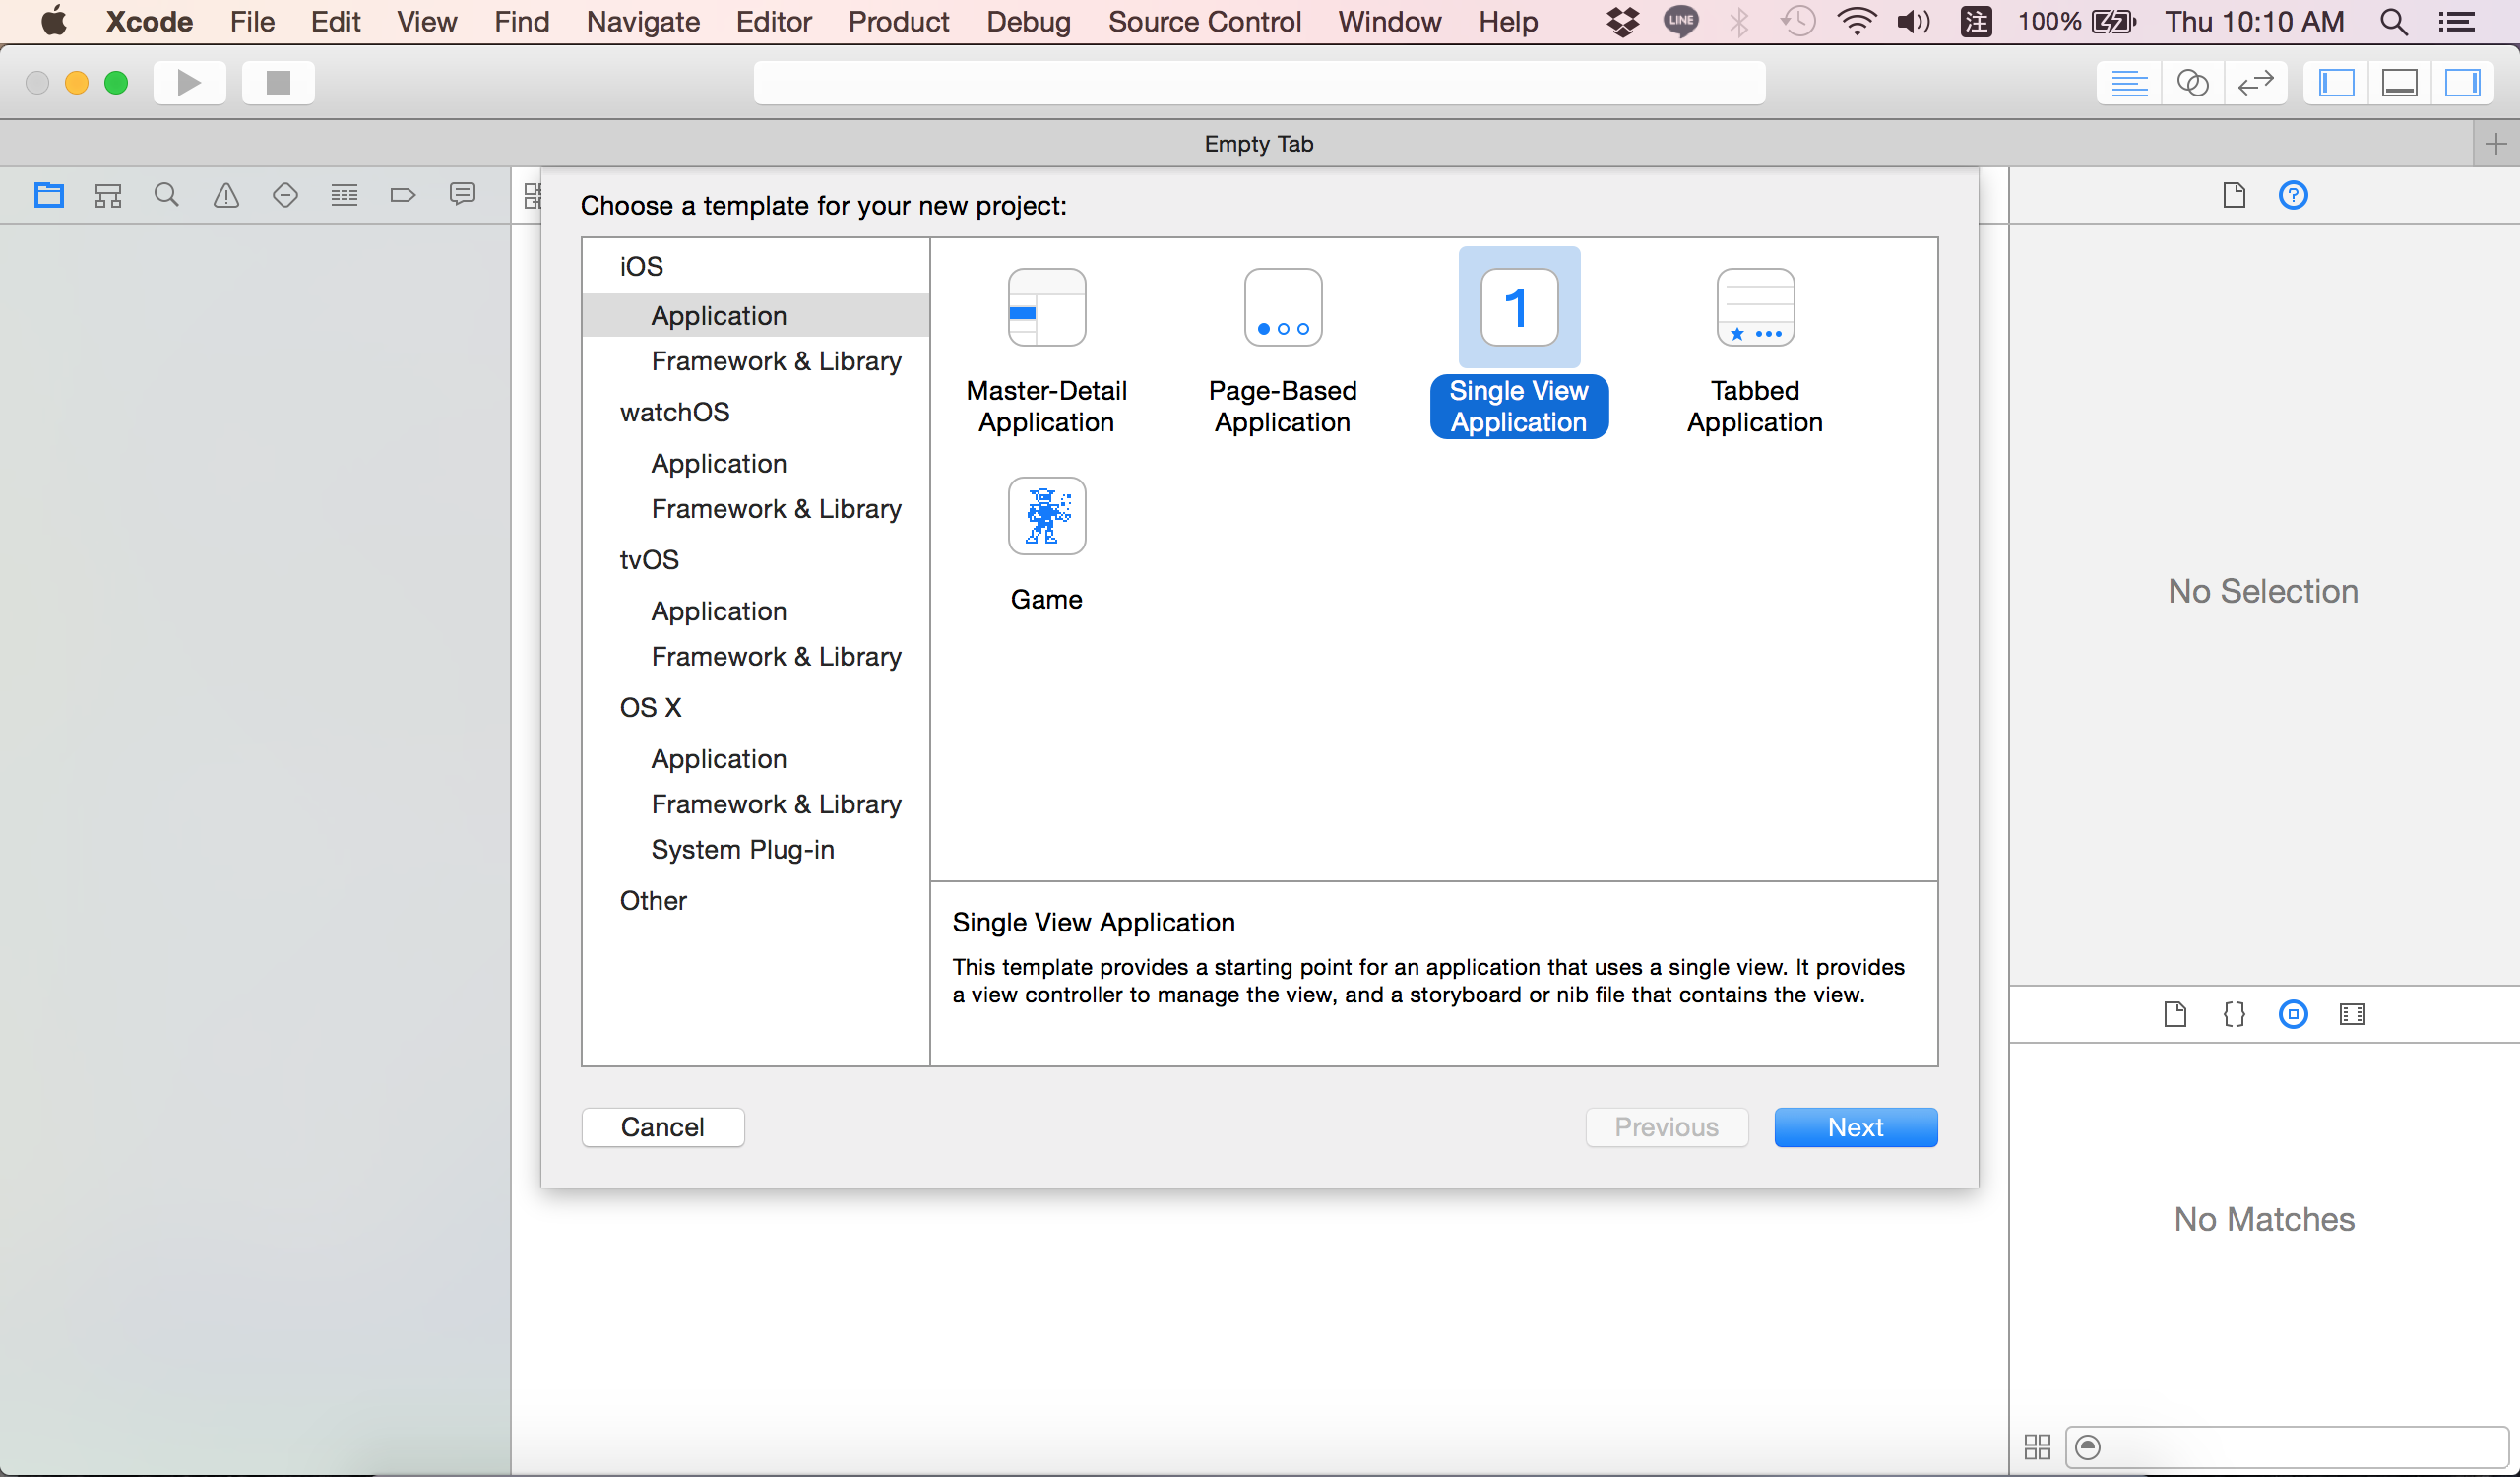 Xcode File Edit View Find Navigate Editor Product Debug Source Control Window Help LINE 注 100% Thu 10:10 AM
Empty Tab
Choose a template for your new project:
iOS
Application
Framework & Library
watchOS
Application
Framework & Library
tvOS
Application
Framework & Library
OS X
Application
Framework & Library
System Plug-in
Other
1
Master-Detail
Application
Page-Based
Application
Single View
Application
Tabbed
Application
Game
Single View Application
This template provides a starting point for an application that uses a single view. It provides
a view controller to manage the view, and a storyboard or nib file that contains the view.
Cancel
Previous
Next
No Selection
No Matches